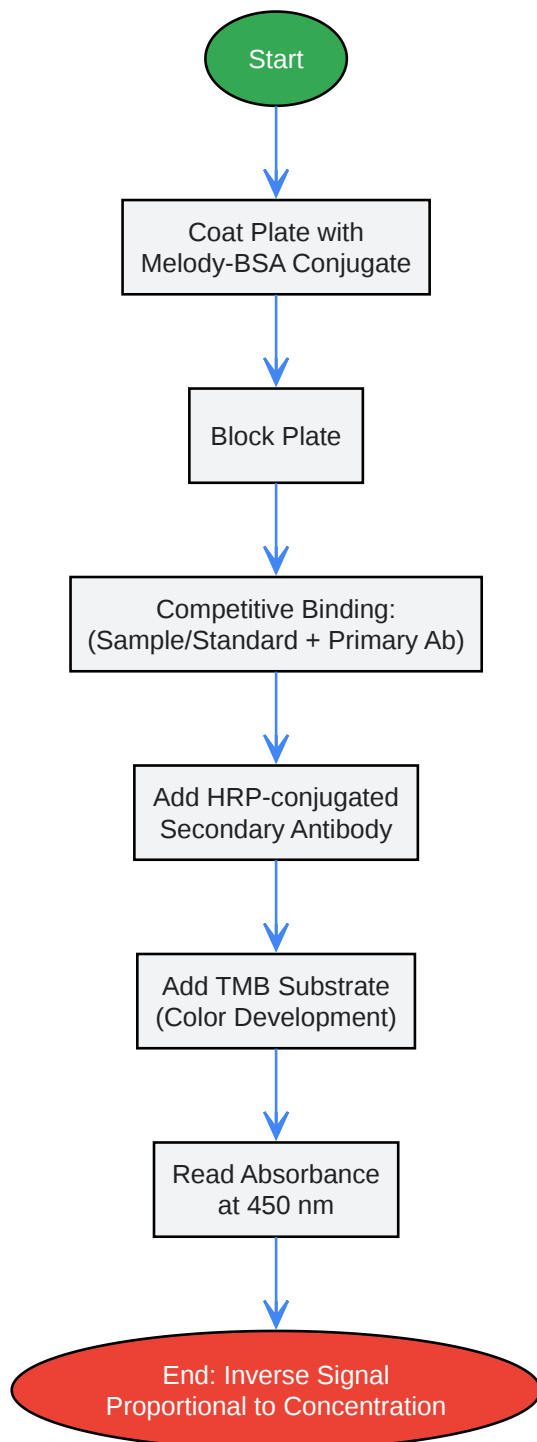 Start
Coat Plate with
Melody-BSA Conjugate
Block Plate
Competitive Binding:
(Sample/Standard + Primary Ab)
Add HRP-conjugated
Secondary Antibody
Add TMB Substrate
(Color Development)
Read Absorbance
at 450 nm
End: Inverse Signal
Proportional to Concentration